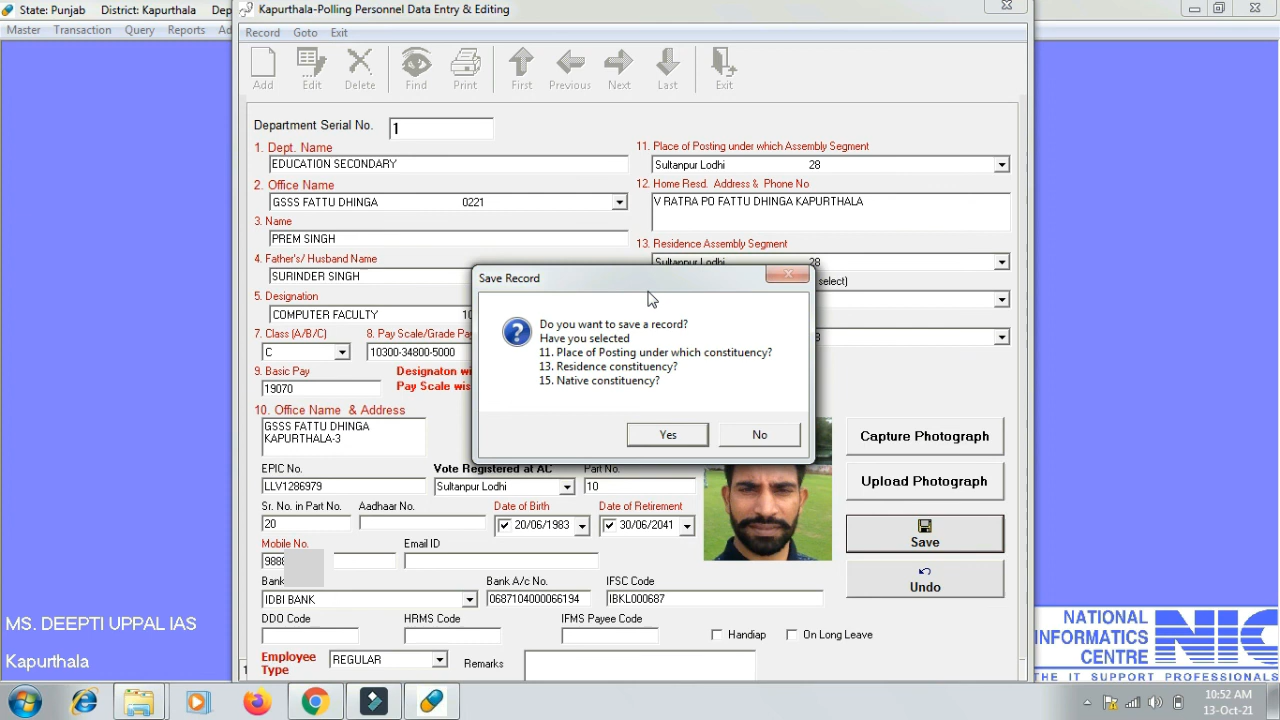 State: Punjab District: Kapurthala Dep
Master Transaction Query Reports Ad
Kapurthala-Polling Personnel Data Entry & Editing
Record Goto Exit
Add Edit Delete Find Print First Previous Next Last Exit
Department Serial No. 1
1. Dept. Name
EDUCATION SECONDARY
2. Office Name
GSSS FATTU DHINGA 0221
3. Name
PREM SINGH
4. Father's/ Husband Name
SURINDER SINGH
5. Designation
COMPUTER FACULTY 10
7. Class (A/B/C) 8. Pay Scale/Grade Pay
C 10300-34800-5000
9. Basic Pay Designaton wi
19070 Pay Scale wis
10. Office Name & Address
GSSS FATTU DHINGA
KAPURTHALA-3
11. Place of Posting under which Assembly Segment
Sultanpur Lodhi 28
12. Home Resd. Address & Phone No
V RATRA PO FATTU DHINGA KAPURTHALA
13. Residence Assembly Segment
Sultanpur Lodhi 28
select)
8
Save Record
Do you want to save a record?
Have you selected
11. Place of Posting under which constituency?
13. Residence constituency?
15. Native constituency?
Yes No
EPIC No. Vote Registered at AC Part No.
LLV1286979 Sultanpur Lodhi 10
Sr. No. in Part No. Aadhaar No. Date of Birth Date of Retirement
20 20/06/1983 30/06/2041
Mobile No. Email ID
988
Bank Bank A/c No. IFSC Code
IDBI BANK 0687104000066194 IBKL000687
DDO Code HRMS Code IFMS Payee Code
Handiap On Long Leave
Employee Type REGULAR Remarks
Capture Photograph
Upload Photograph
Save
Undo
MS. DEEPTI UPPAL IAS
Kapurthala
NATIONAL
INFORMATICS
CENTRE
NIC
THE IT SUPPORT PROFESSIONALS
10:52 AM
13-Oct-21